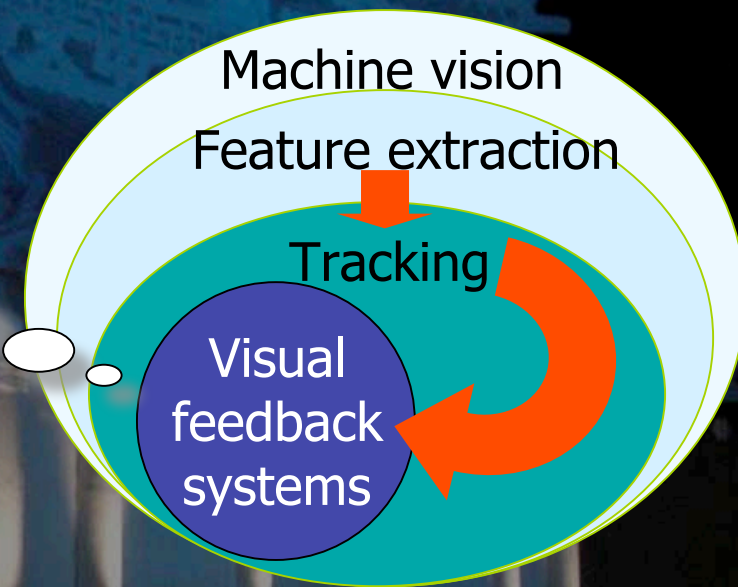 Machine vision
Feature extraction
Tracking
Visual
feedback
systems